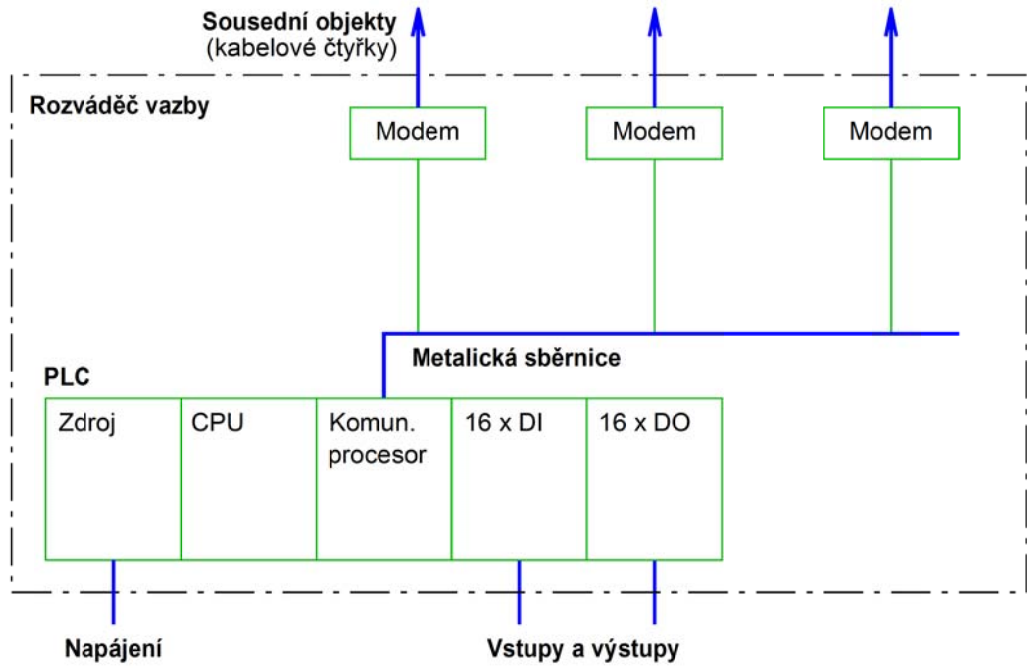 Sousední objekty
(kabelové čtyřky)
Rozváděč vazby
Modem
Modem
Modem
Metalická sběrnice
PLC
Zdroj
CPU
Komun.
procesor
16 x DI
16 x DO
Napájení
Vstupy a výstupy